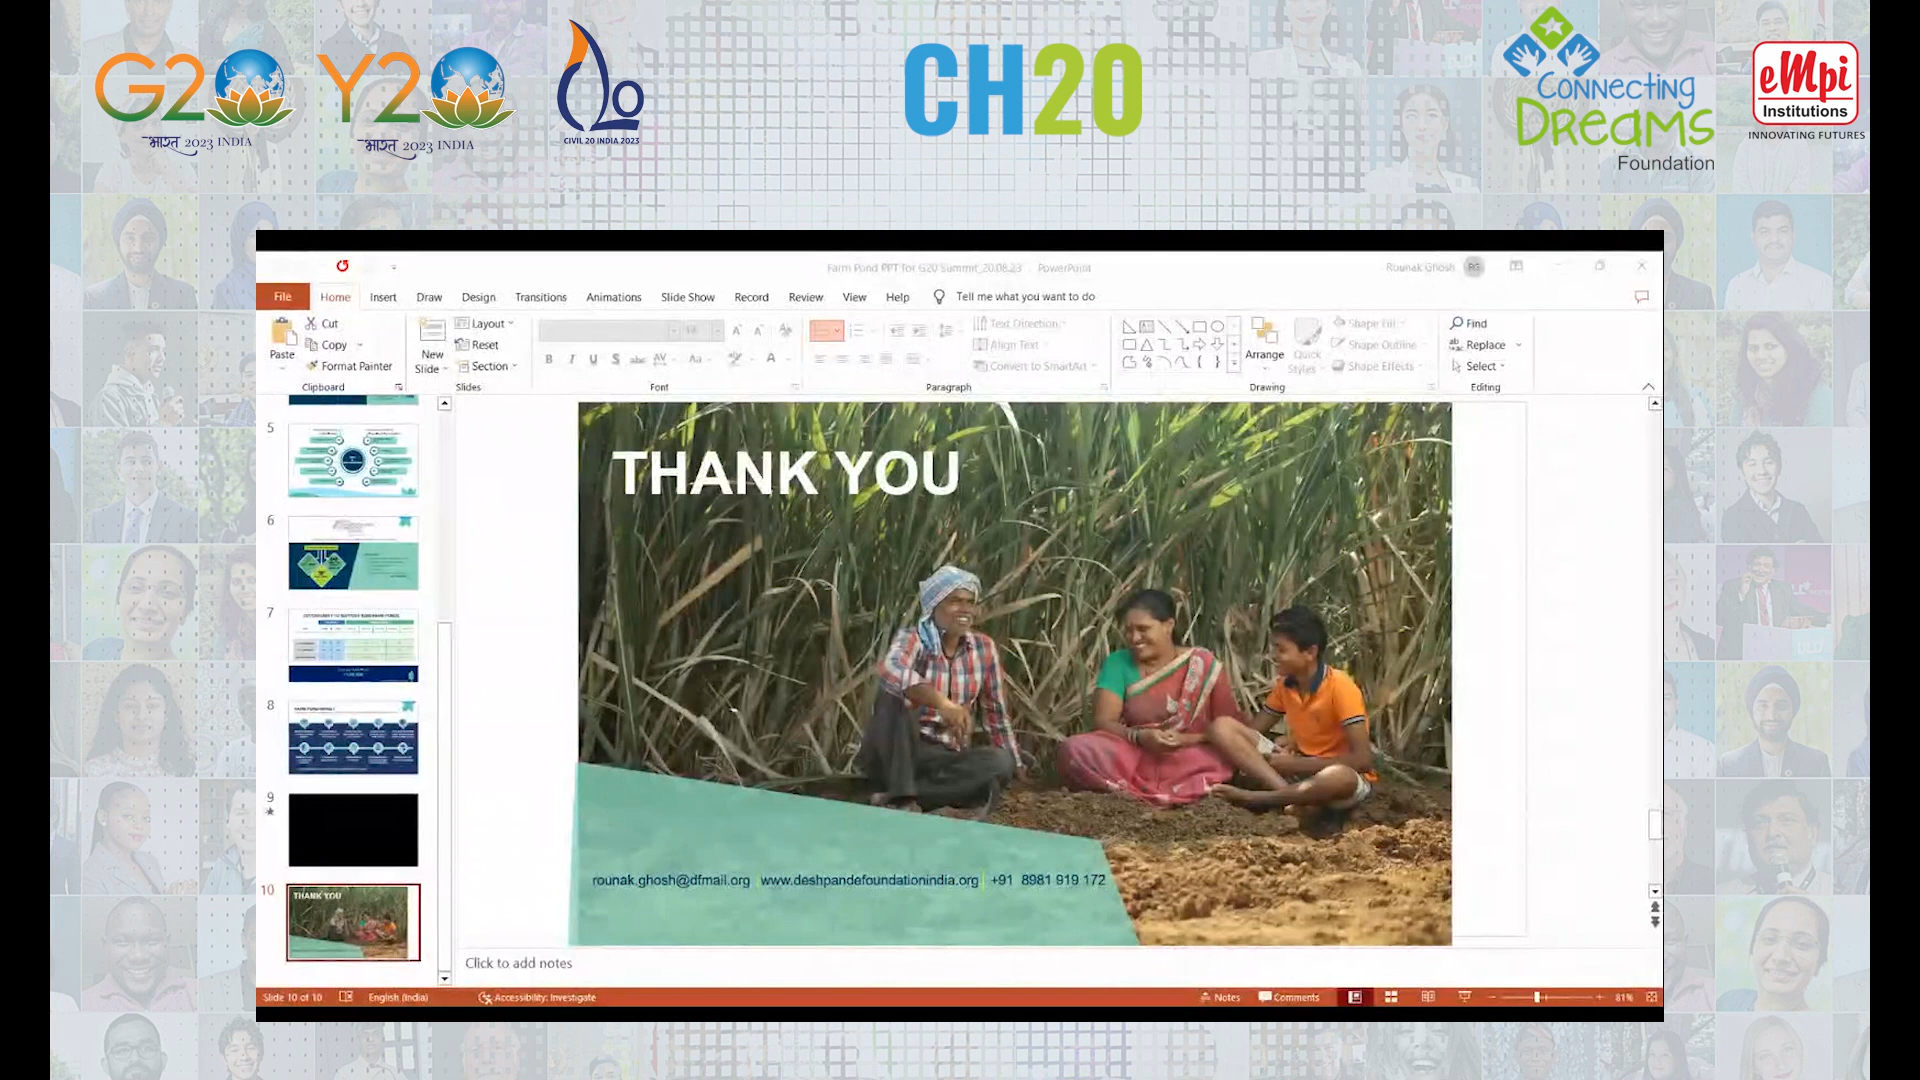 G20
भारत 2023 INDIA
Y20
भारत 2023 INDIA
CIVIL 20 INDIA 2023
CH20
CONNECTING
DREAMS
Foundation
eMpi
Institutions
INNOVATING FUTURES
Farm Pond PPT for G20 Summit_20.08.23 - PowerPoint
Rounak Ghosh RG
File Home Insert Draw Design Transitions Animations Slide Show Record Review View Help Tell me what you want to do
Paste
Cut
Copy
Format Painter
Clipboard
New
Slide
Layout
Reset
Section
Slides
Font
Paragraph
Text Direction
Align Text
Convert to SmartArt
Arrange
Quick
Styles
Shape Fill
Shape Outline
Shape Effects
Drawing
Find
Replace
Select
Editing
5
6
7
8
9
10
THANK YOU
THANK YOU
rounak.ghosh@dfmail.org www.deshpandefoundationindia.org +91 8981 919 172
Click to add notes
Slide 10 of 10 English (India) Accessibility: Investigate Notes Comments 81%